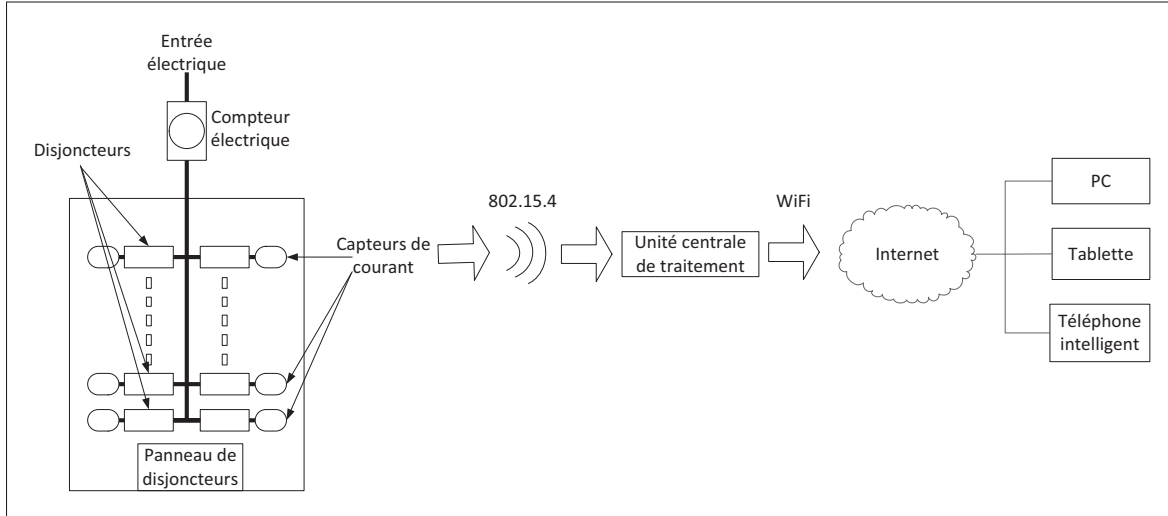 Entrée
électrique
Compteur
électrique
Disjoncteurs
Capteurs de
courant
Panneau de
disjoncteurs
802.15.4
Unité centrale
de traitement
WiFi
Internet
PC
Tablette
Téléphone
intelligent